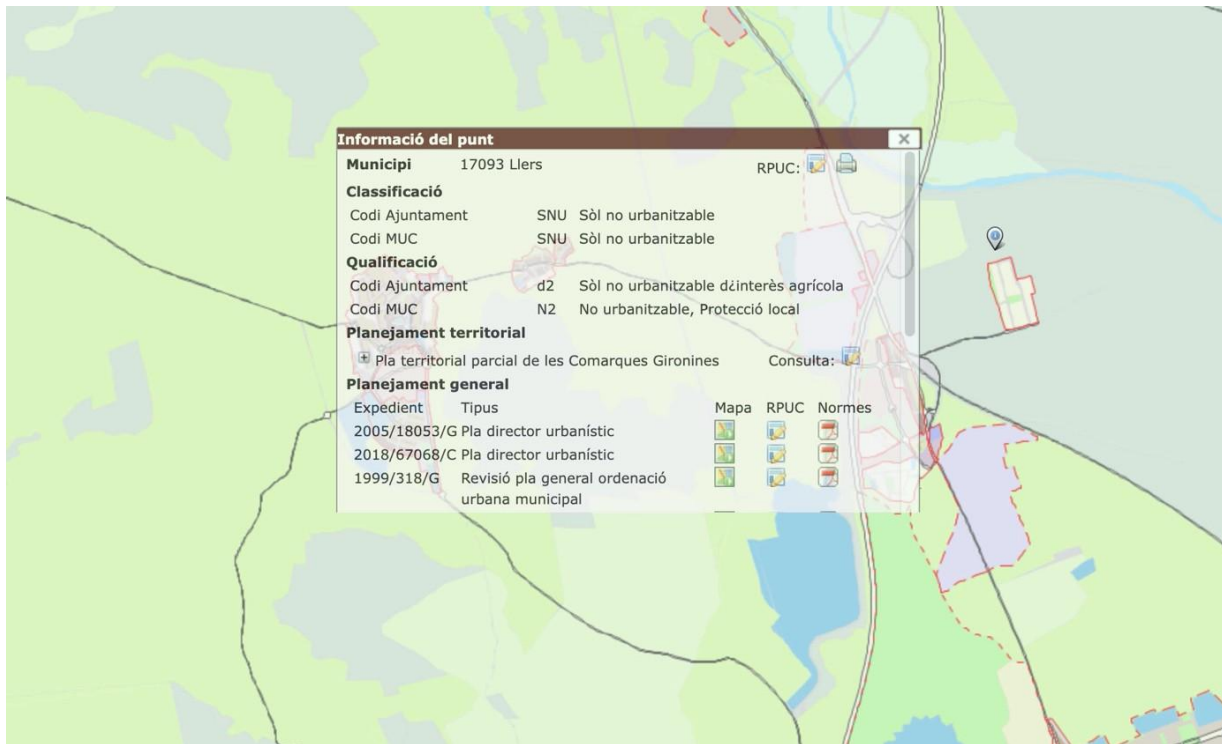 Informació del punt
Municipi 17093 Llers RPUC:
Classificació
Codi Ajuntament SNU Sòl no urbanitzable
Codi MUC SNU Sòl no urbanitzable
Qualificació
Codi Ajuntament d2 Sòl no urbanitzable d¿interès agrícola
Codi MUC N2 No urbanitzable, Protecció local
Planejament territorial
Pla territorial parcial de les Comarques Gironines Consulta:
Planejament general
Expedient Tipus Mapa RPUC Normes
2005/18053/G Pla director urbanístic
2018/67068/C Pla director urbanístic
1999/318/G Revisió pla general ordenació
urbana municipal